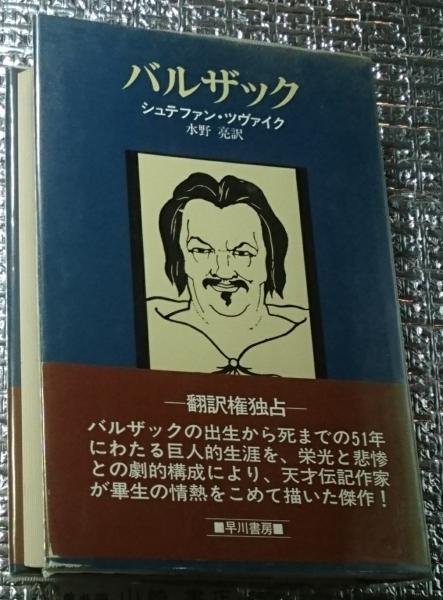 バルザック
シュテファン・ツヴァイク
水野 亮訳
─翻訳権独占─
バルザックの出生から死までの51年
にわたる巨人的生涯を、栄光と悲惨
との劇的構成により、天才伝記作家
が畢生の情熱をこめて描いた傑作！
■早川書房■